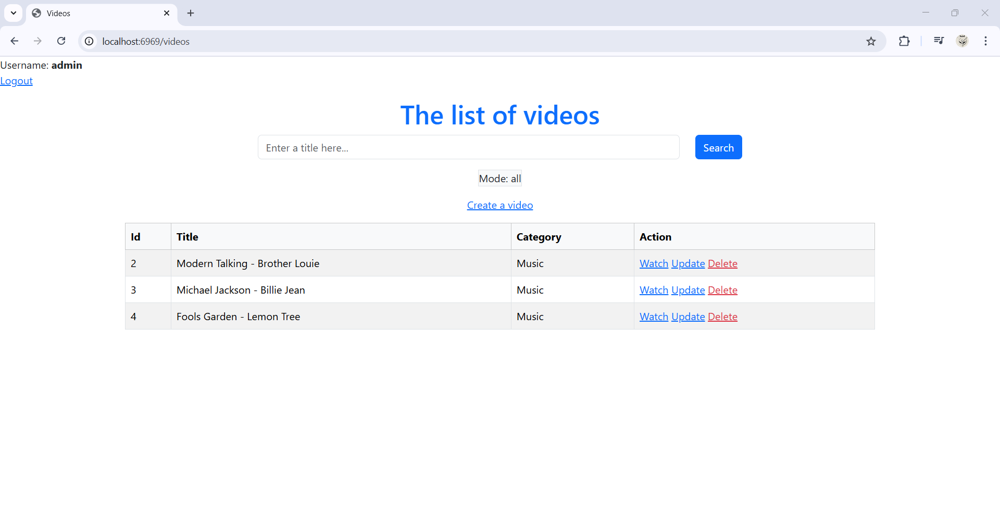 Videos
localhost:6969/videos
Username: admin
Logout
The list of videos
Enter a title here...
Search
Mode: all
Create a video
Id Title Category Action
2 Modern Talking - Brother Louie Music Watch Update Delete
3 Michael Jackson - Billie Jean Music Watch Update Delete
4 Fools Garden - Lemon Tree Music Watch Update Delete